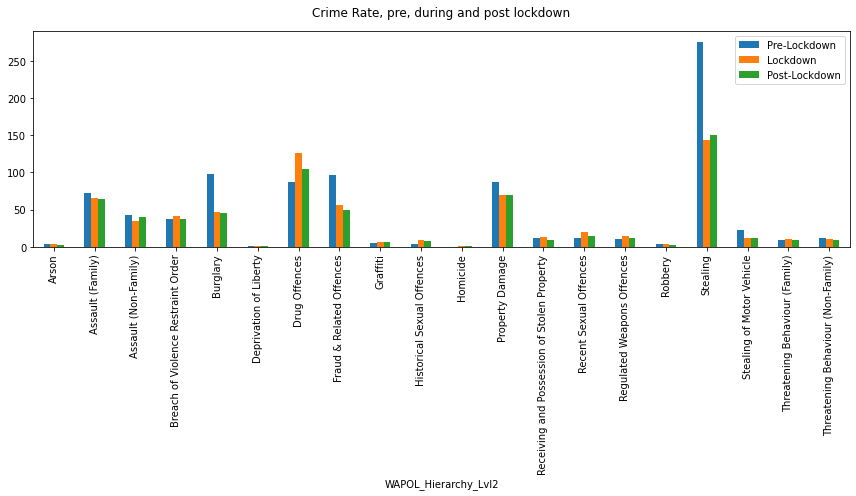 Crime Rate, pre, during and post lockdown
Pre-Lockdown
Lockdown
Post-Lockdown
250
200
150
100
50
0
Arson
Assault (Family)
Assault (Non-Family)
Breach of Violence Restraint Order
Burglary
Deprivation of Liberty
Drug Offences
Fraud & Related Offences
Graffiti
Historical Sexual Offences
Homicide
Property Damage
Receiving and Possession of Stolen Property
Recent Sexual Offences
Regulated Weapons Offences
Robbery
Stealing
Stealing of Motor Vehicle
Threatening Behaviour (Family)
Threatening Behaviour (Non-Family)
WAPOL_Hierarchy_Lvl2